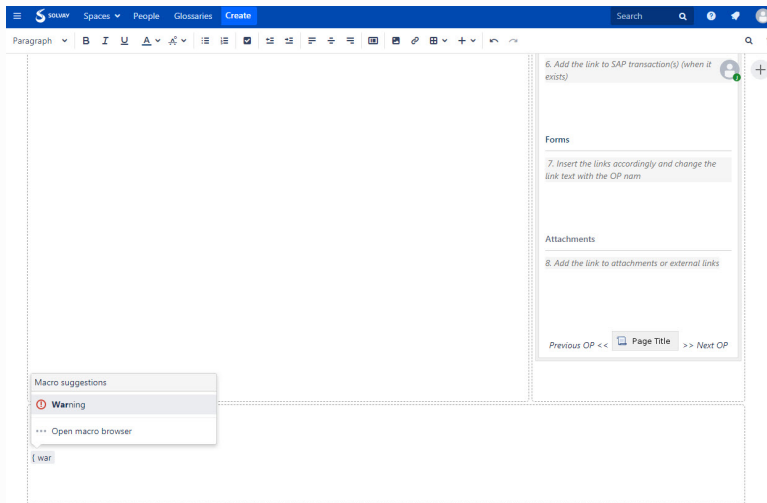 SOLVAY Spaces People Glossaries Create Search
Paragraph B I U A
6. Add the link to SAP transaction(s) (when it
exists)
Forms
7. Insert the links accordingly and change the
link text with the OP nam
Attachments
8. Add the link to attachments or external links
Previous OP << Page Title >> Next OP
Macro suggestions
Warning
Open macro browser
{ war